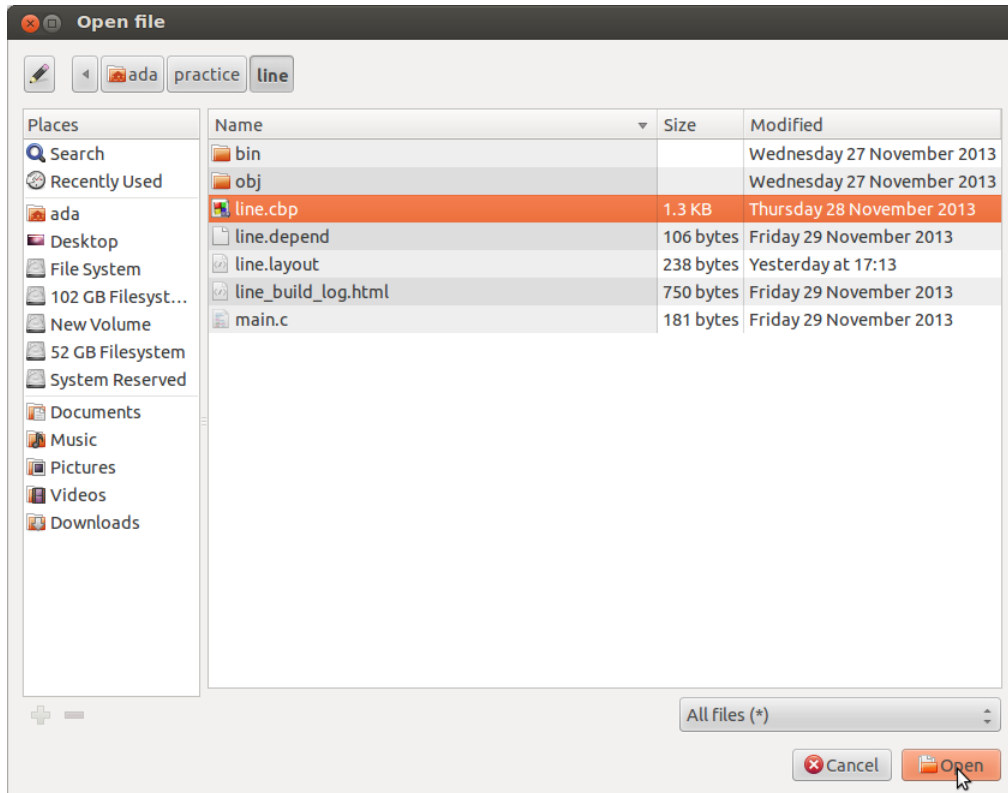 Open file
ada practice line
Places
Search
Recently Used
ada
Desktop
File System
102 GB Filesyst...
New Volume
52 GB Filesystem
System Reserved
Documents
Music
Pictures
Videos
Downloads
Name Size Modified
bin Wednesday 27 November 2013
obj Wednesday 27 November 2013
line.cbp 1.3 KB Thursday 28 November 2013
line.depend 106 bytes Friday 29 November 2013
line.layout 238 bytes Yesterday at 17:13
line_build_log.html 750 bytes Friday 29 November 2013
main.c 181 bytes Friday 29 November 2013
All files (*)
Cancel Open